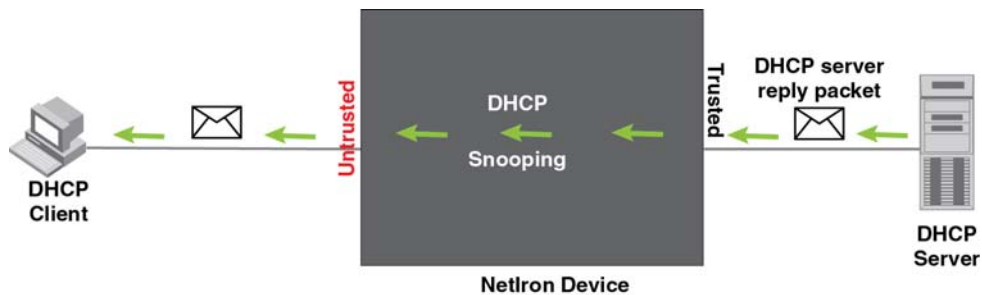 DHCP
Client
Untrusted
DHCP
Snooping
Trusted
DHCP server
reply packet
DHCP
Server
NetIron Device